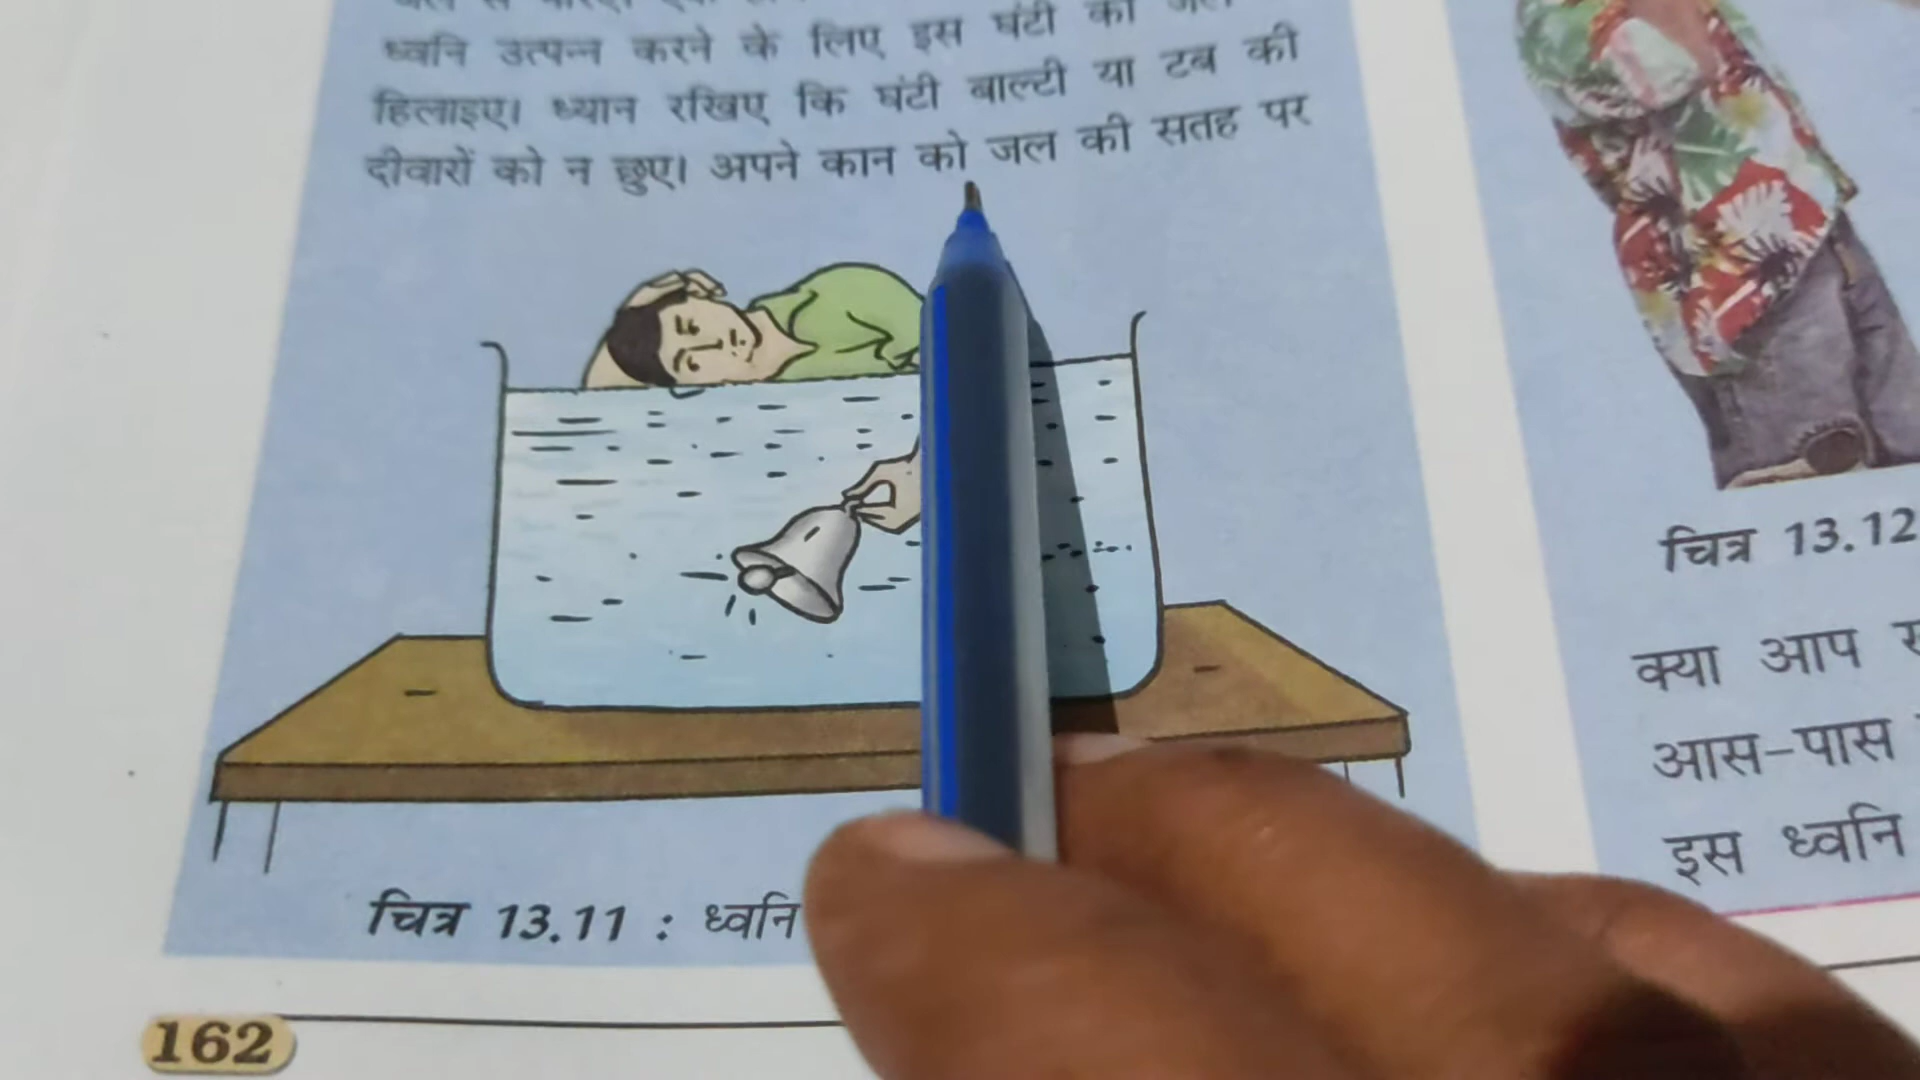 ध्वनि उत्पन्न करने के लिए इस घंटी को
हिलाइए। ध्यान रखिए कि घंटी बाल्टी या टब की
दीवारों को न छुए। अपने कान को जल की सतह पर
चित्र 13.11 : ध्वनि
162
चित्र 13.12
क्या आप
आस-पास
इस ध्वनि